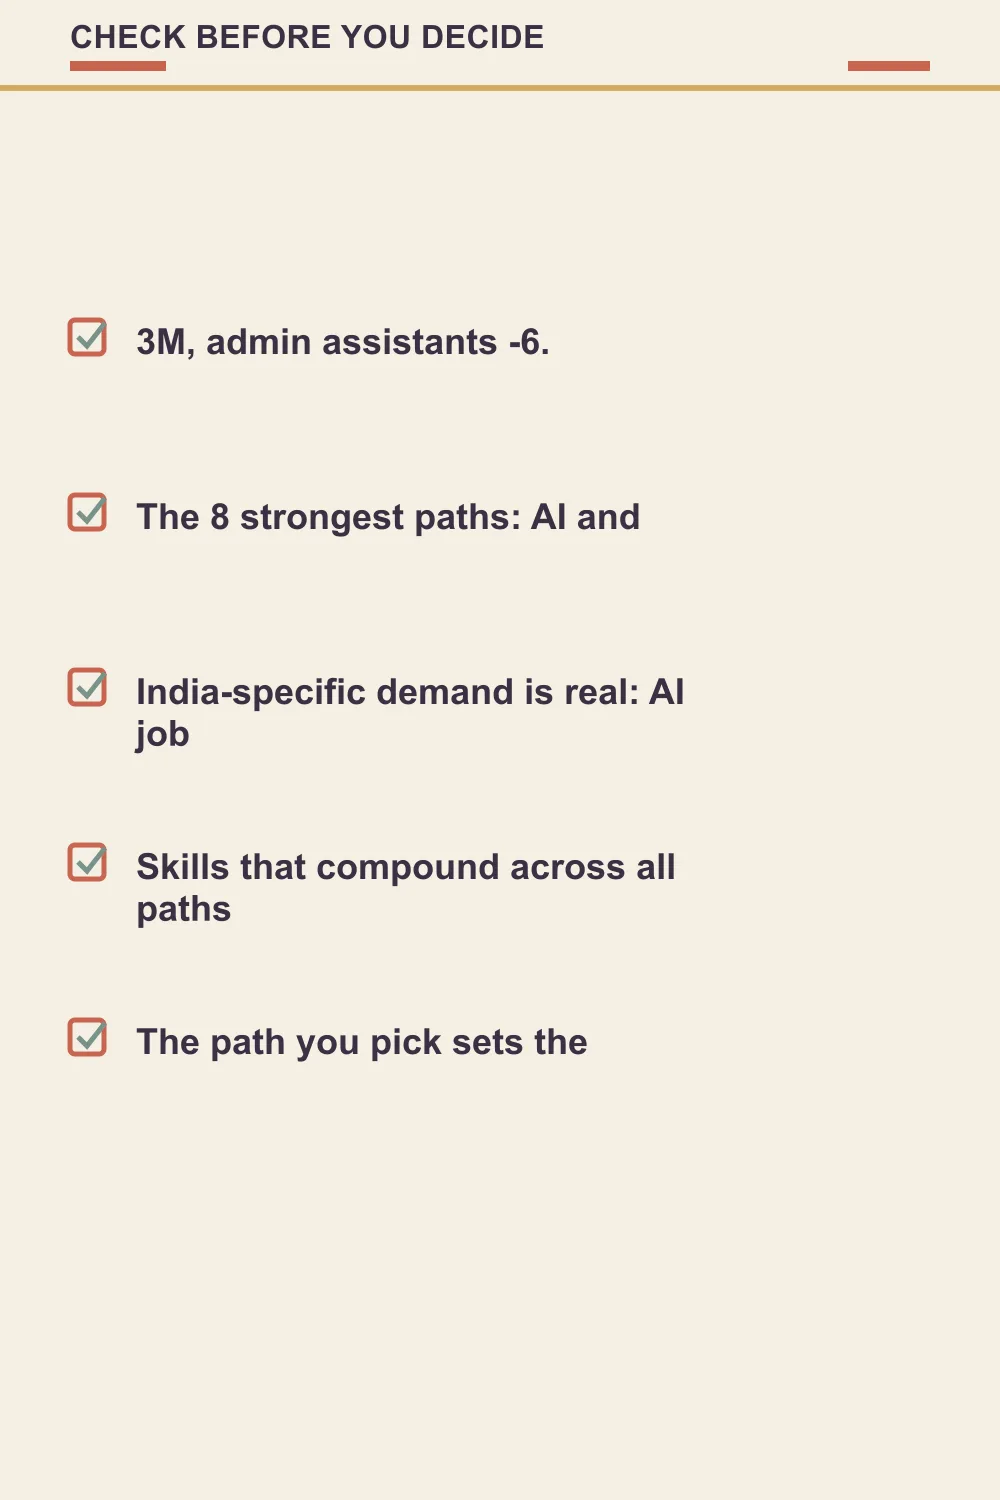 CHECK BEFORE YOU DECIDE
3M, admin assistants -6.
The 8 strongest paths: AI and
India-specific demand is real: AI
job
Skills that compound across all
paths
The path you pick sets the